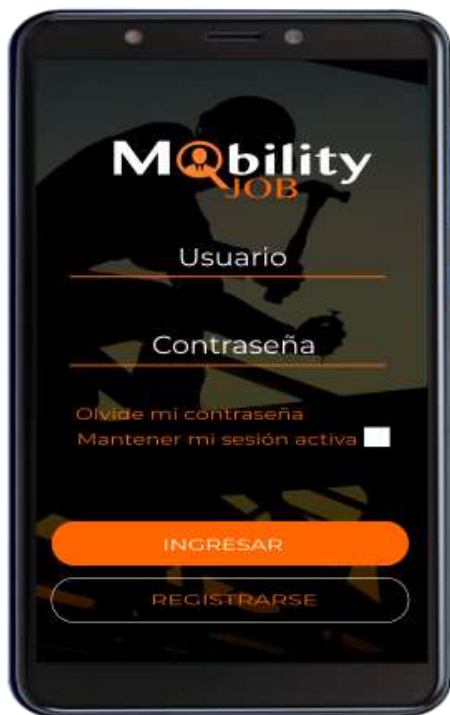 Mobility
JOB
Usuario
Contraseña
Olvide mi contraseña
Mantener mi sesión activa
INGRESAR
REGISTRARSE